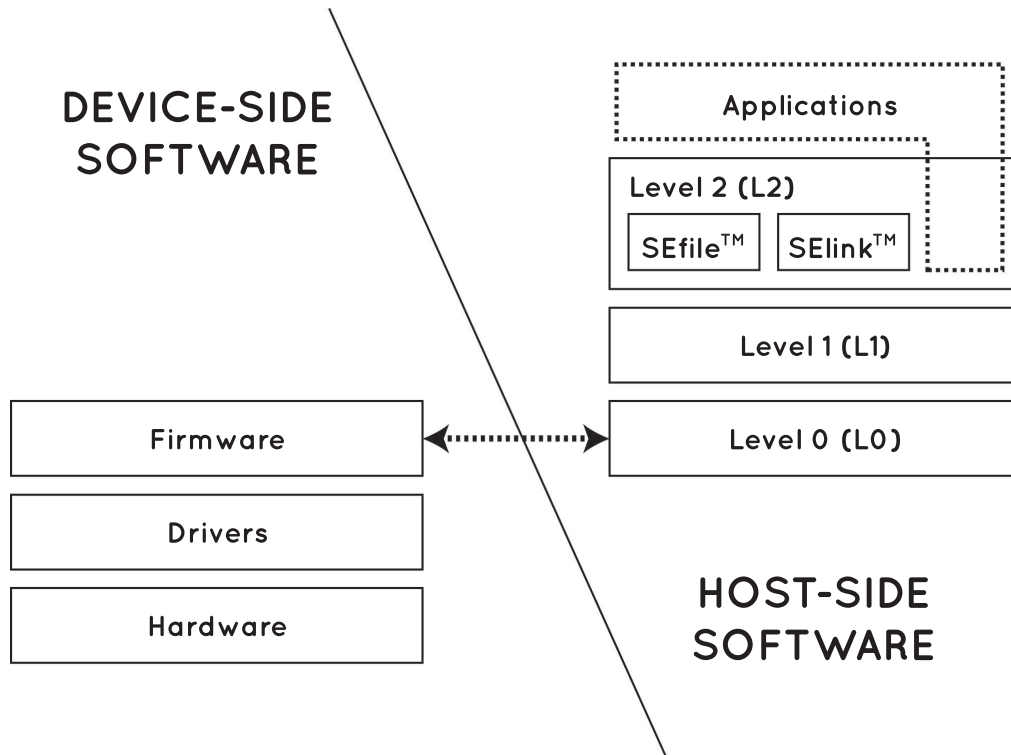 DEVICE-SIDE
SOFTWARE
Applications
Level 2 (L2)
SEfile™
SElink™
Level 1 (L1)
Firmware
Level 0 (L0)
Drivers
Hardware
HOST-SIDE
SOFTWARE